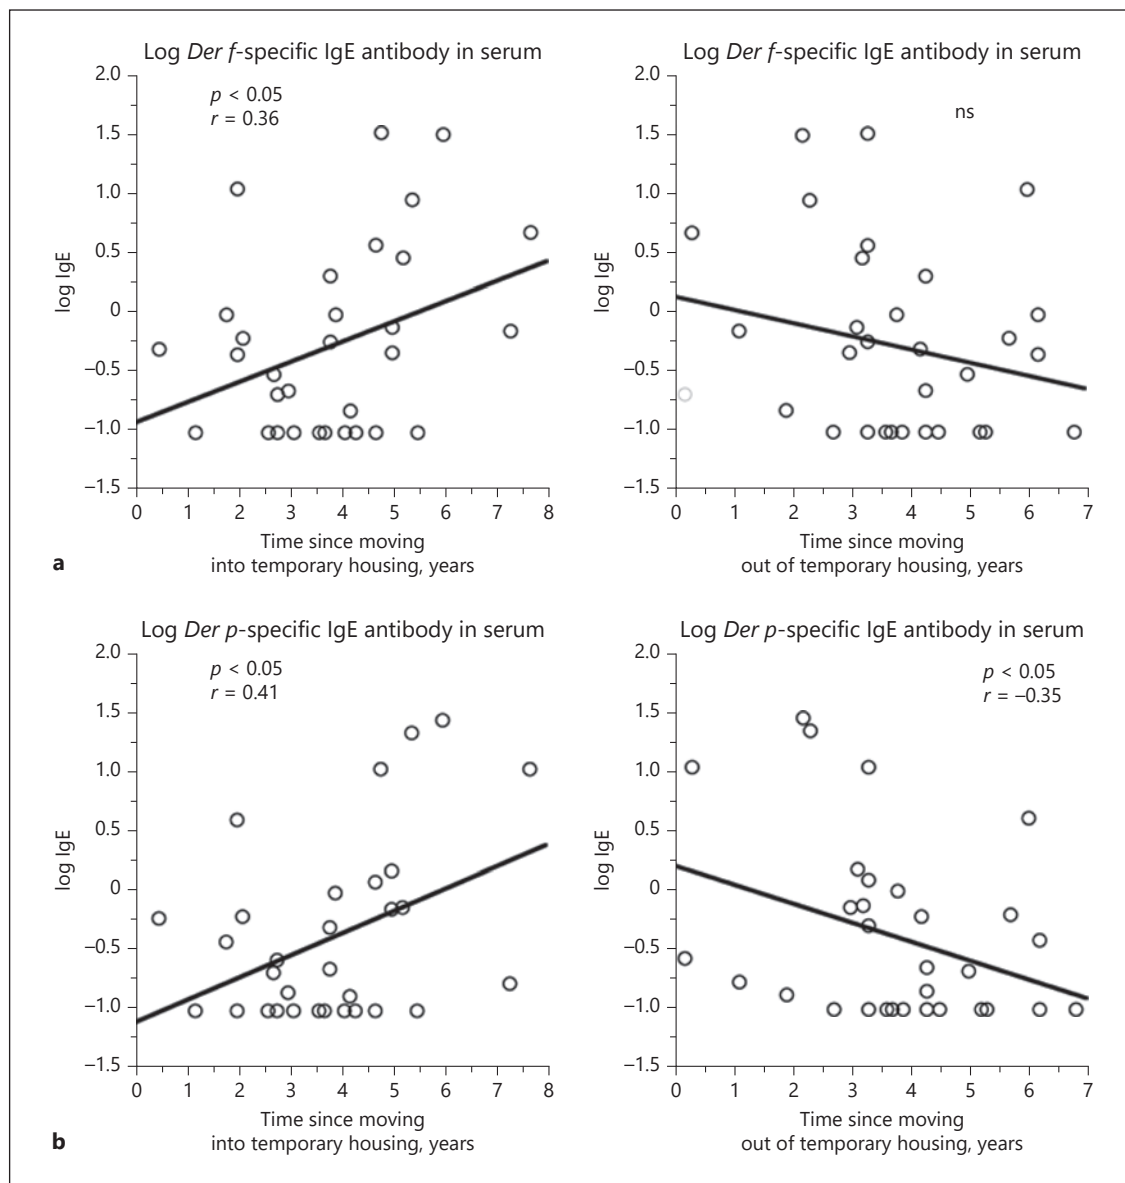 Log Der f-specific IgE antibody in serum
p < 0.05
r = 0.36
log IgE
2.0
1.5
1.0
0.5
0
−0.5
−1.0
−1.5
0 1 2 3 4 5 6 7 8
Time since moving
into temporary housing, years
a
Log Der f-specific IgE antibody in serum
ns
log IgE
2.0
1.5
1.0
0.5
0
−0.5
−1.0
−1.5
0 1 2 3 4 5 6 7
Time since moving
out of temporary housing, years
Log Der p-specific IgE antibody in serum
p < 0.05
r = 0.41
log IgE
2.0
1.5
1.0
0.5
0
−0.5
−1.0
−1.5
0 1 2 3 4 5 6 7 8
Time since moving
into temporary housing, years
b
Log Der p-specific IgE antibody in serum
p < 0.05
r = −0.35
log IgE
2.0
1.5
1.0
0.5
0
−0.5
−1.0
−1.5
0 1 2 3 4 5 6 7
Time since moving
out of temporary housing, years